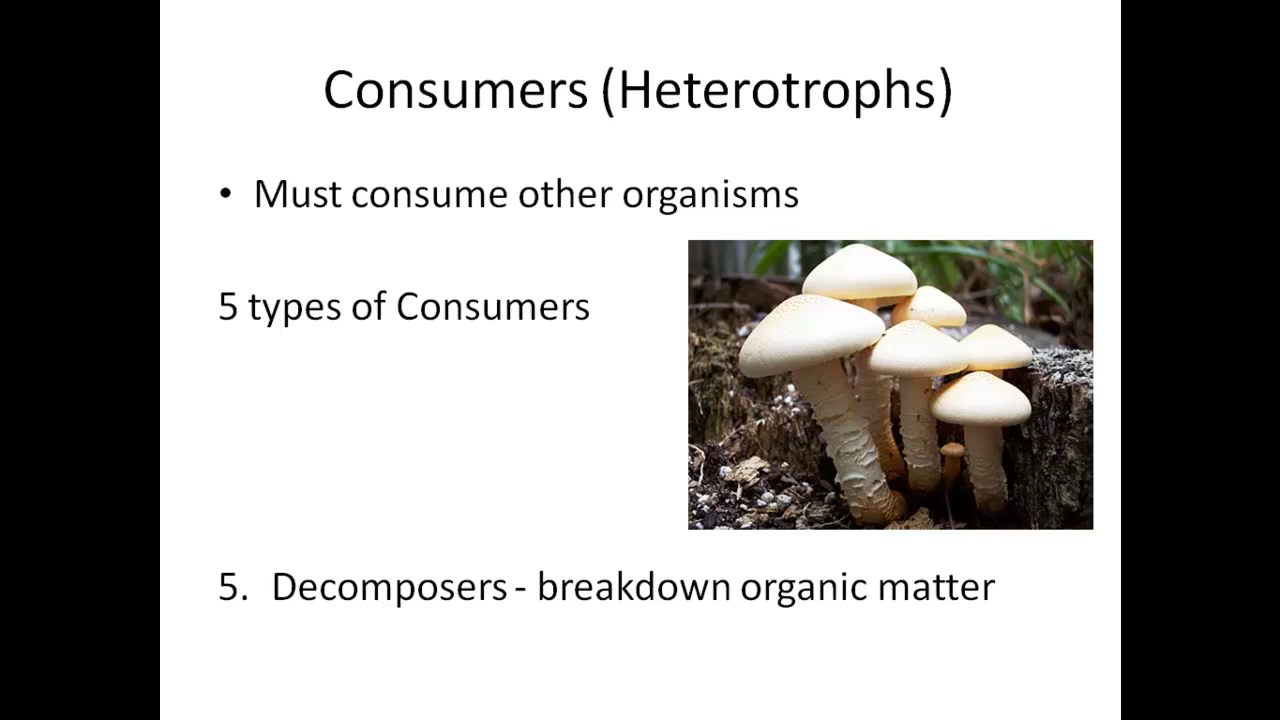 Consumers (Heterotrophs)
• Must consume other organisms
5 types of Consumers
5. Decomposers - breakdown organic matter